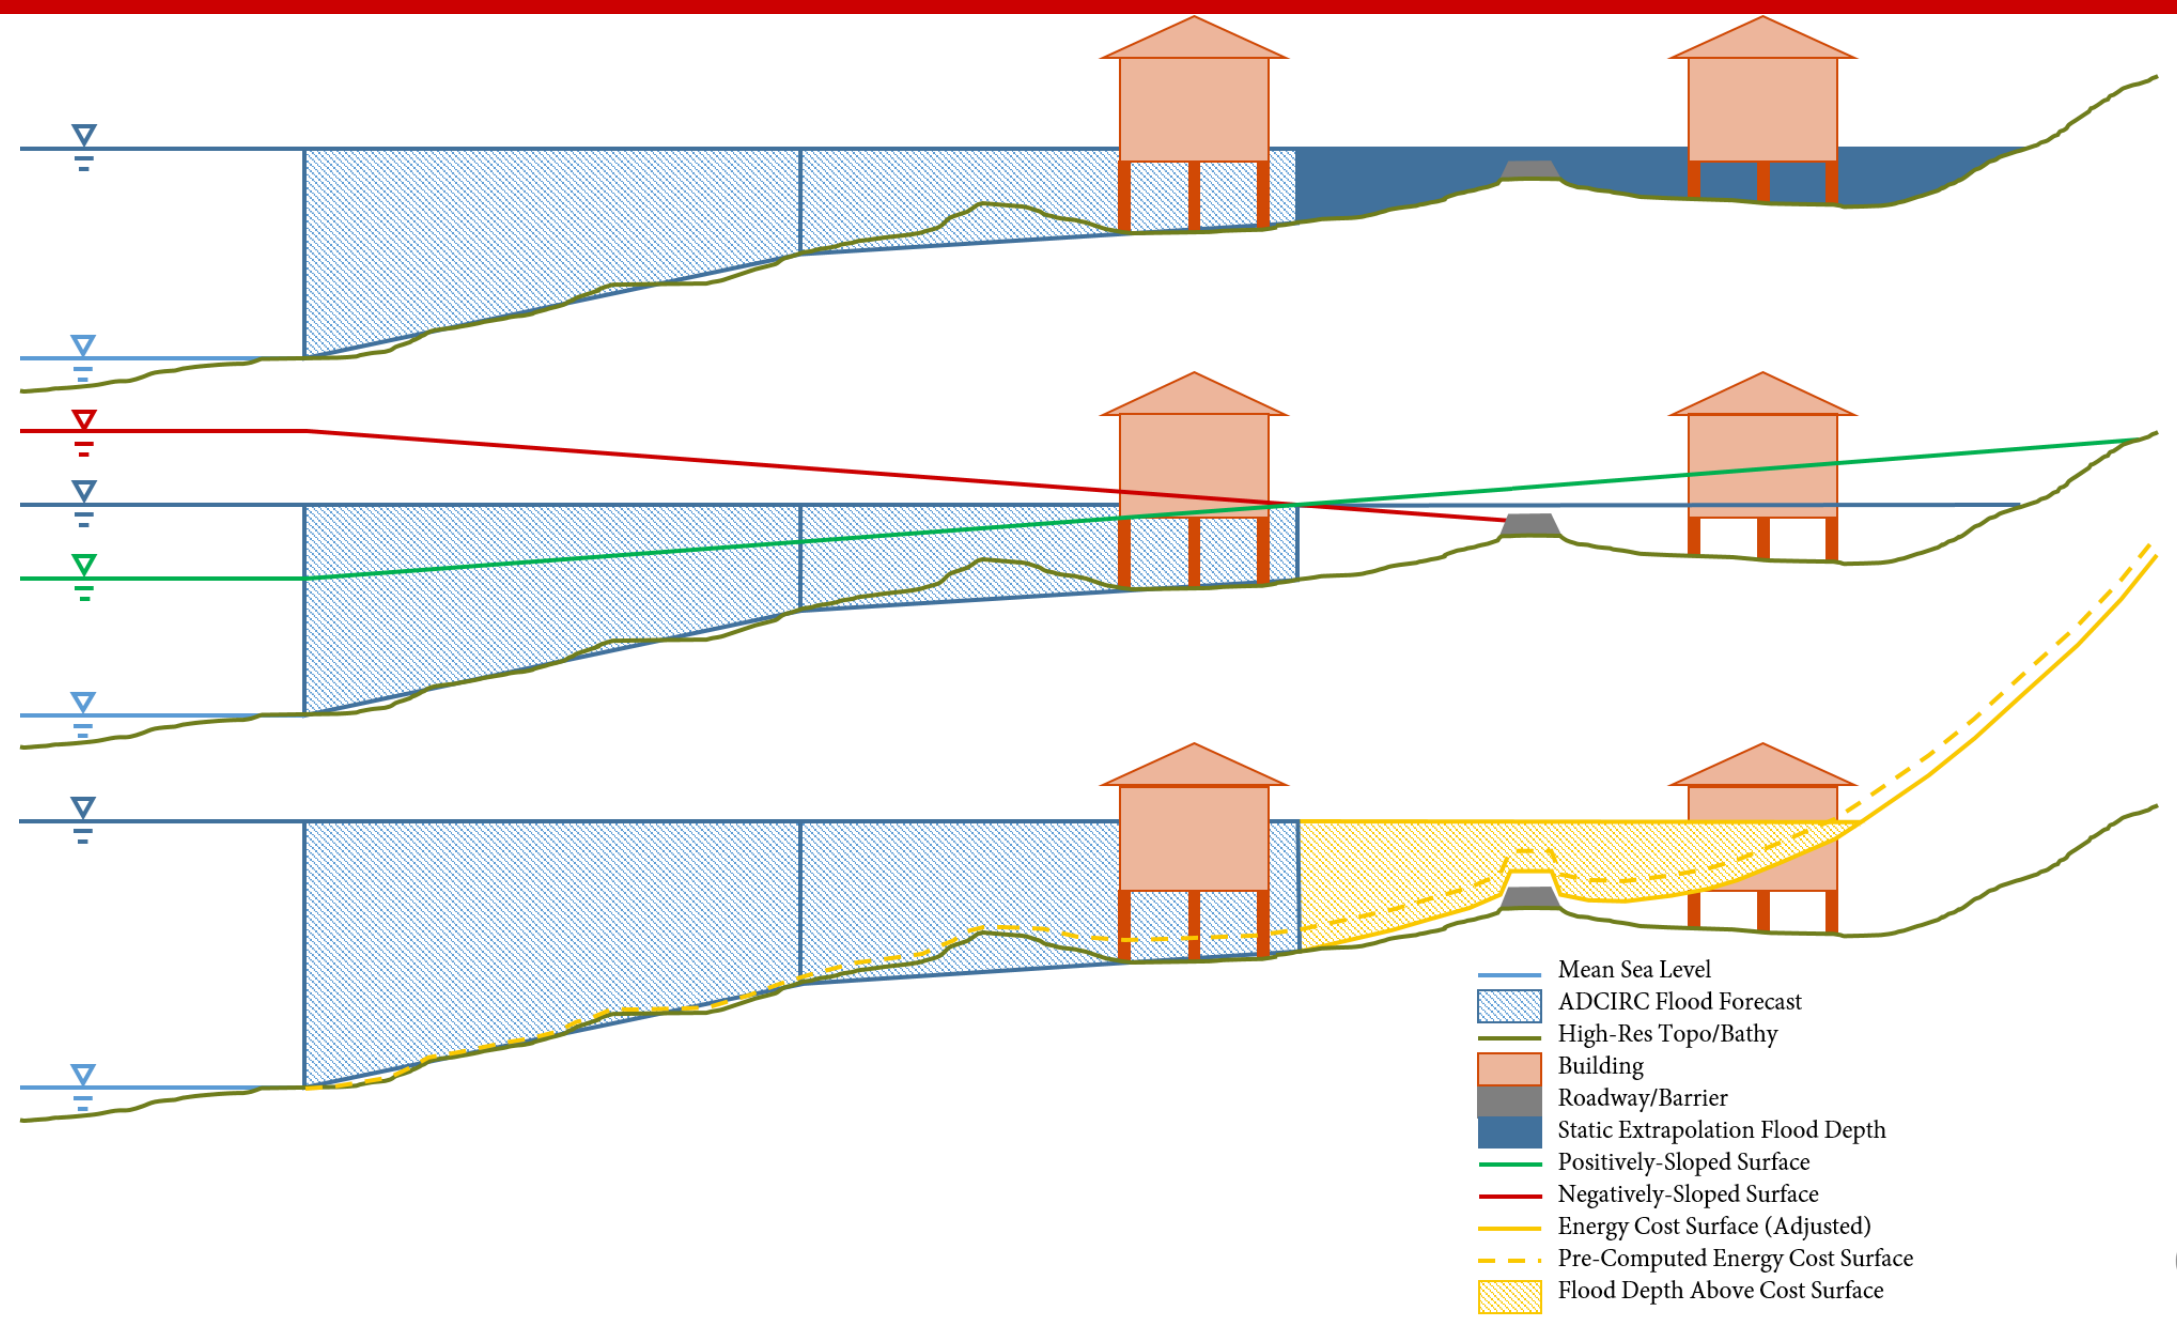 Mean Sea Level
ADCIRC Flood Forecast
High-Res Topo/Bathy
Building
Roadway/Barrier
Static Extrapolation Flood Depth
Positively-Sloped Surface
Negatively-Sloped Surface
Energy Cost Surface (Adjusted)
Pre-Computed Energy Cost Surface
Flood Depth Above Cost Surface